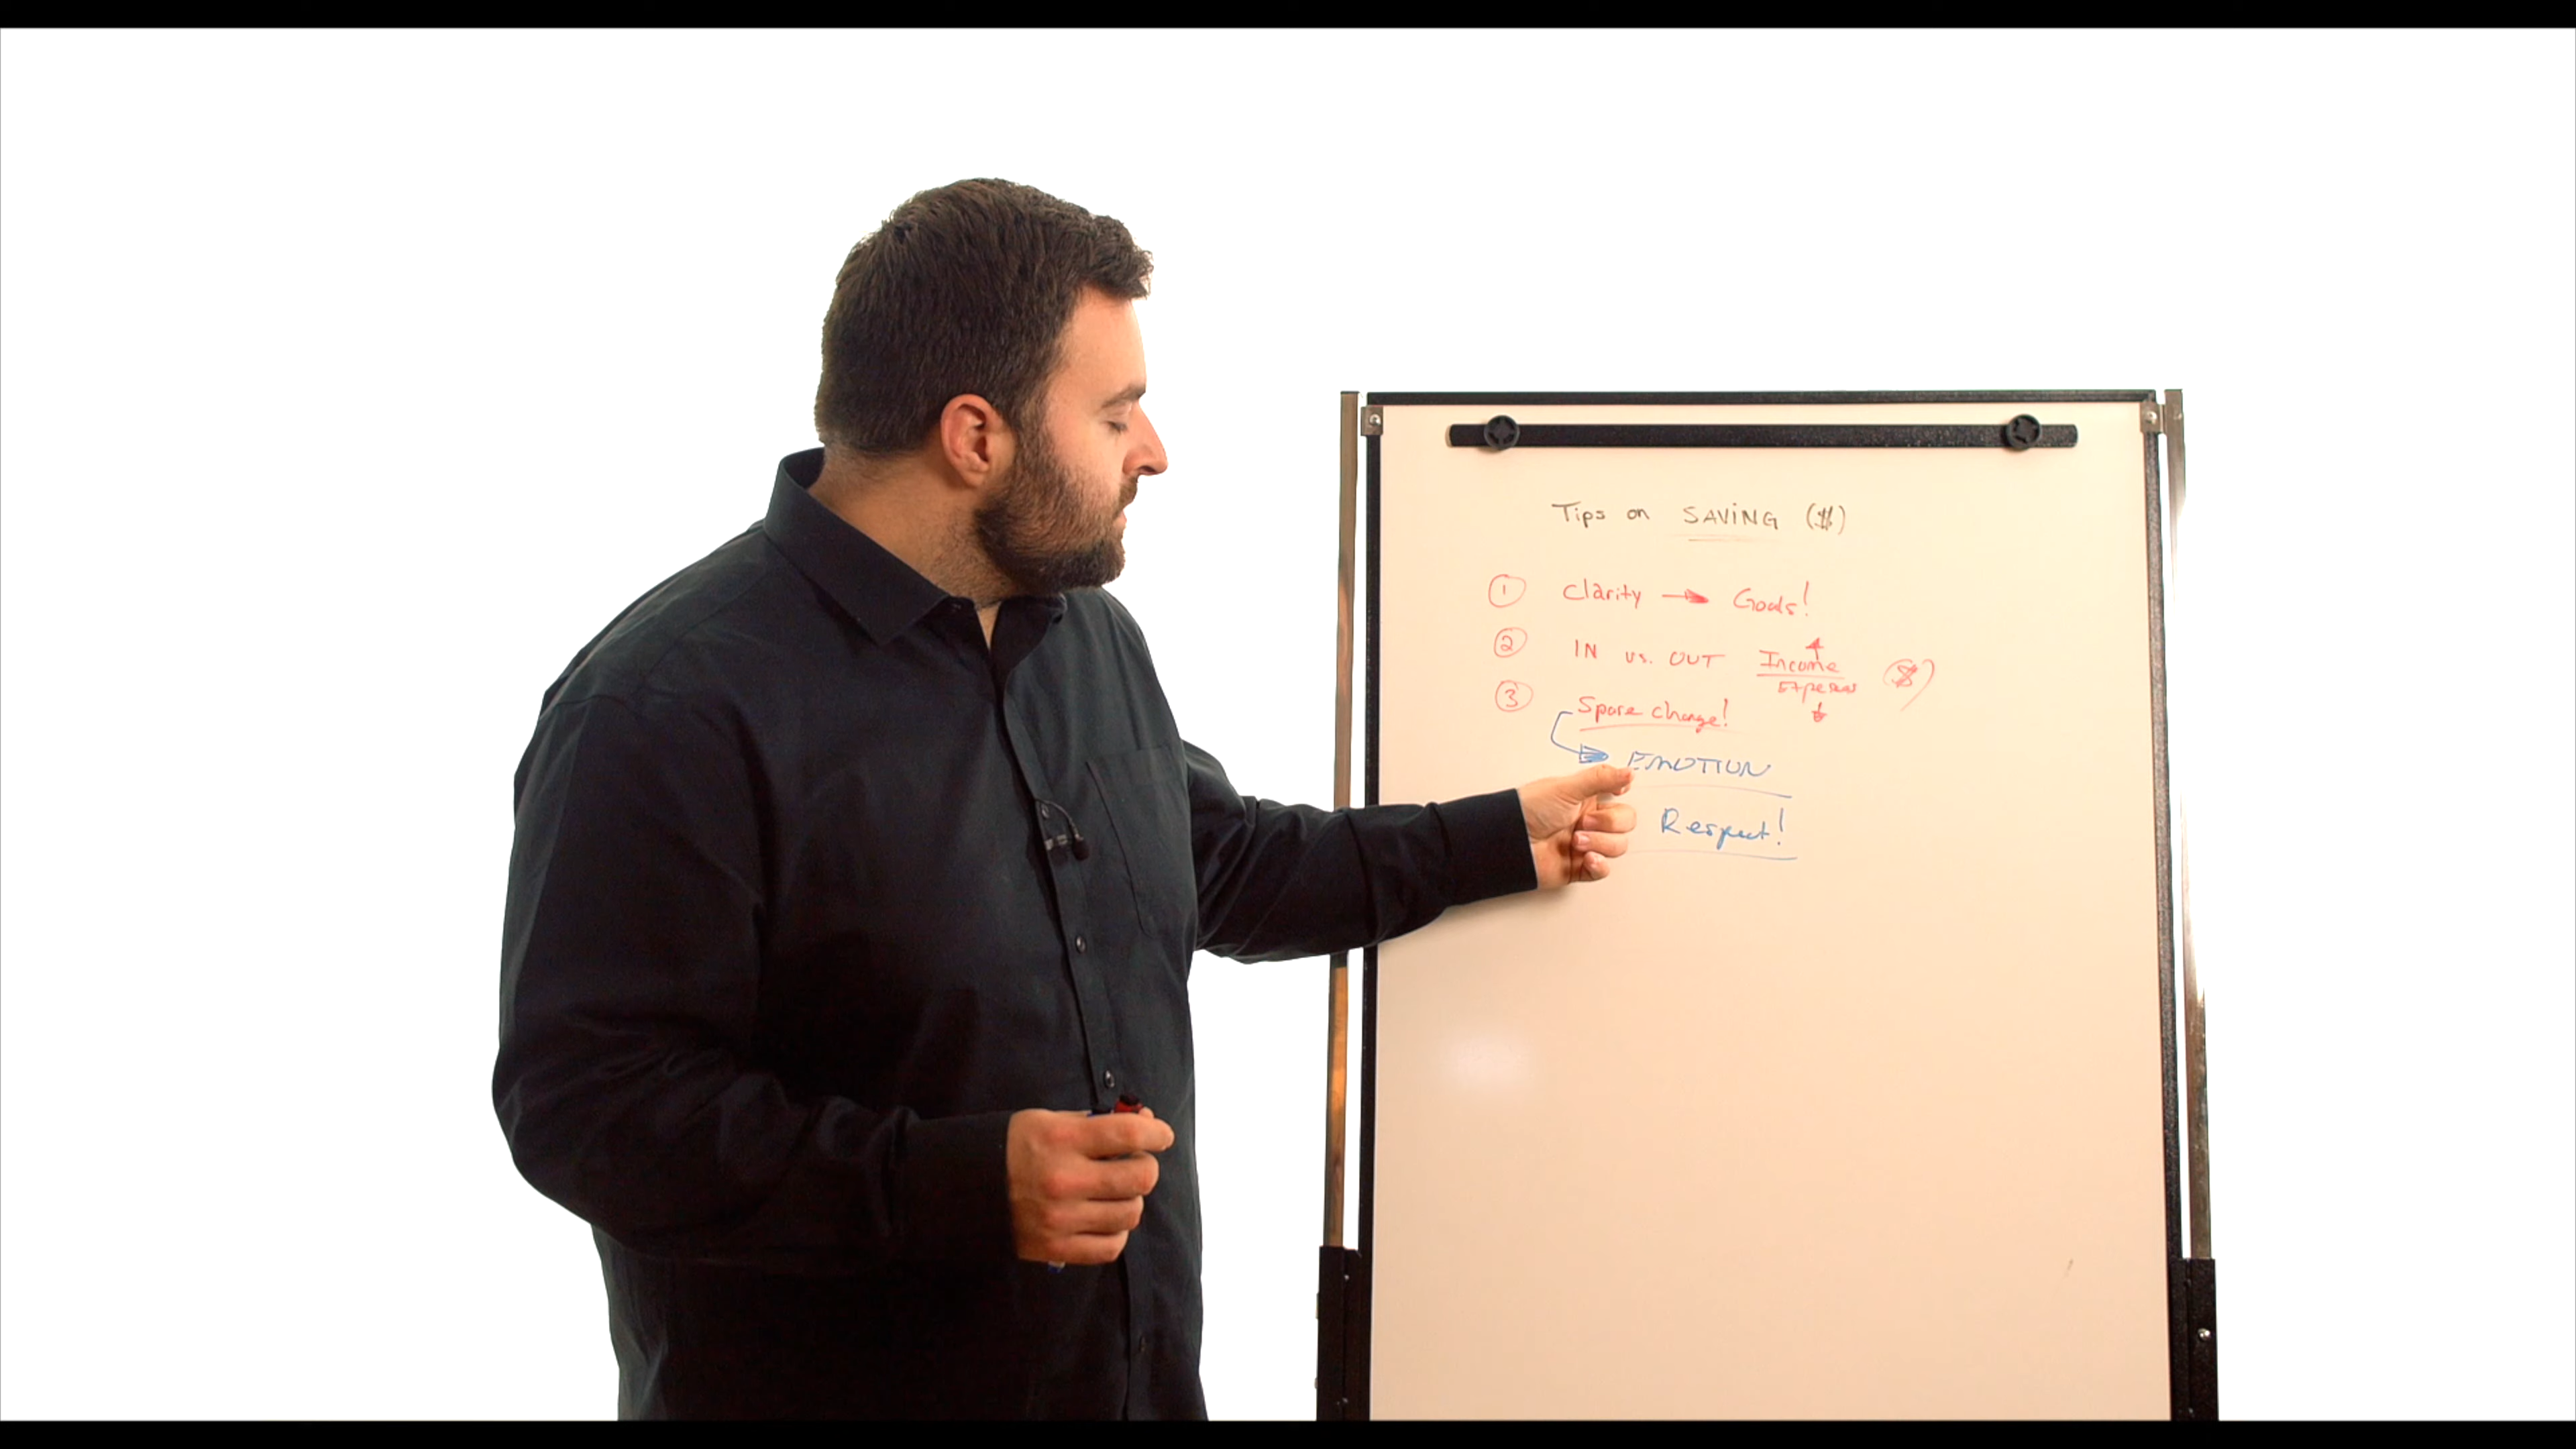 Tips on SAVING ($)
① Clarity → Goals!
② IN vs. OUT Income ↑ ($)
Expenses ↓
③ Spare change!
→ EMOTION
Respect!